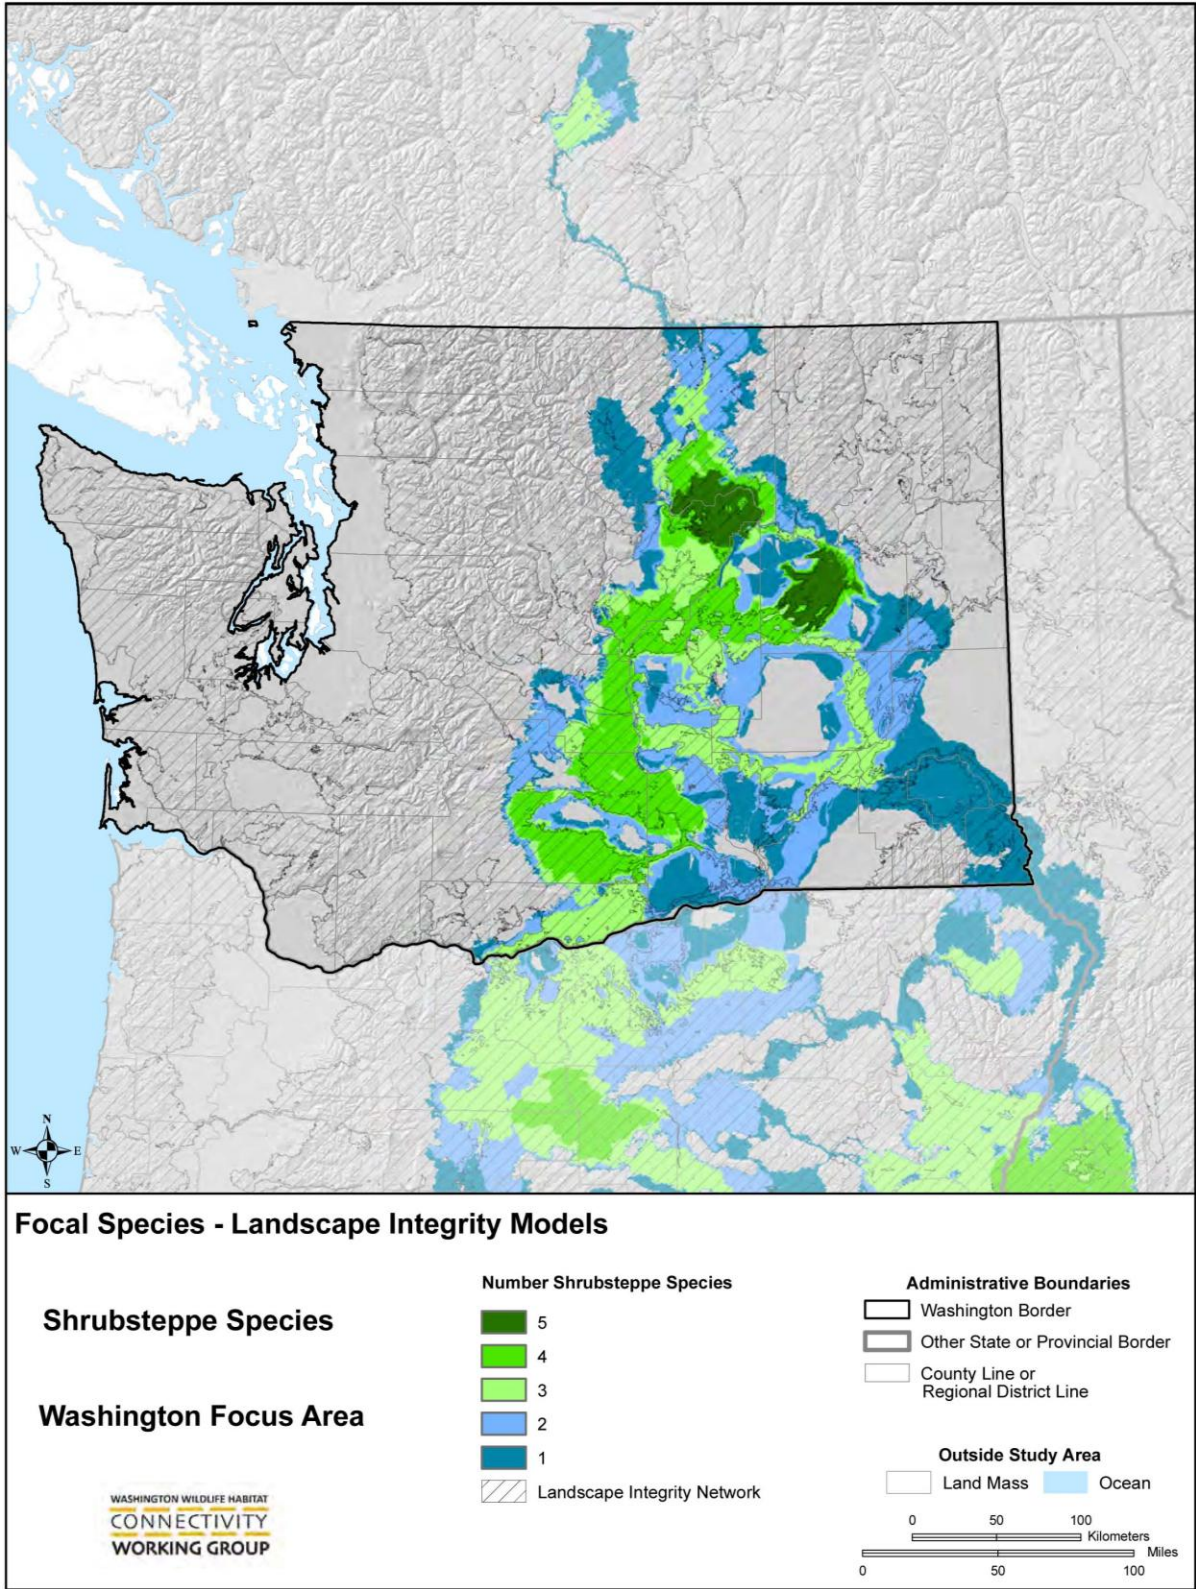 N
W E
S
Focal Species - Landscape Integrity Models
Shrubsteppe Species
Washington Focus Area
WASHINGTON WILDLIFE HABITAT
CONNECTIVITY
WORKING GROUP
Number Shrubsteppe Species
5
4
3
2
1
Landscape Integrity Network
Administrative Boundaries
Washington Border
Other State or Provincial Border
County Line or
Regional District Line
Outside Study Area
Land Mass Ocean
0 50 100
Kilometers
Miles
0 50 100